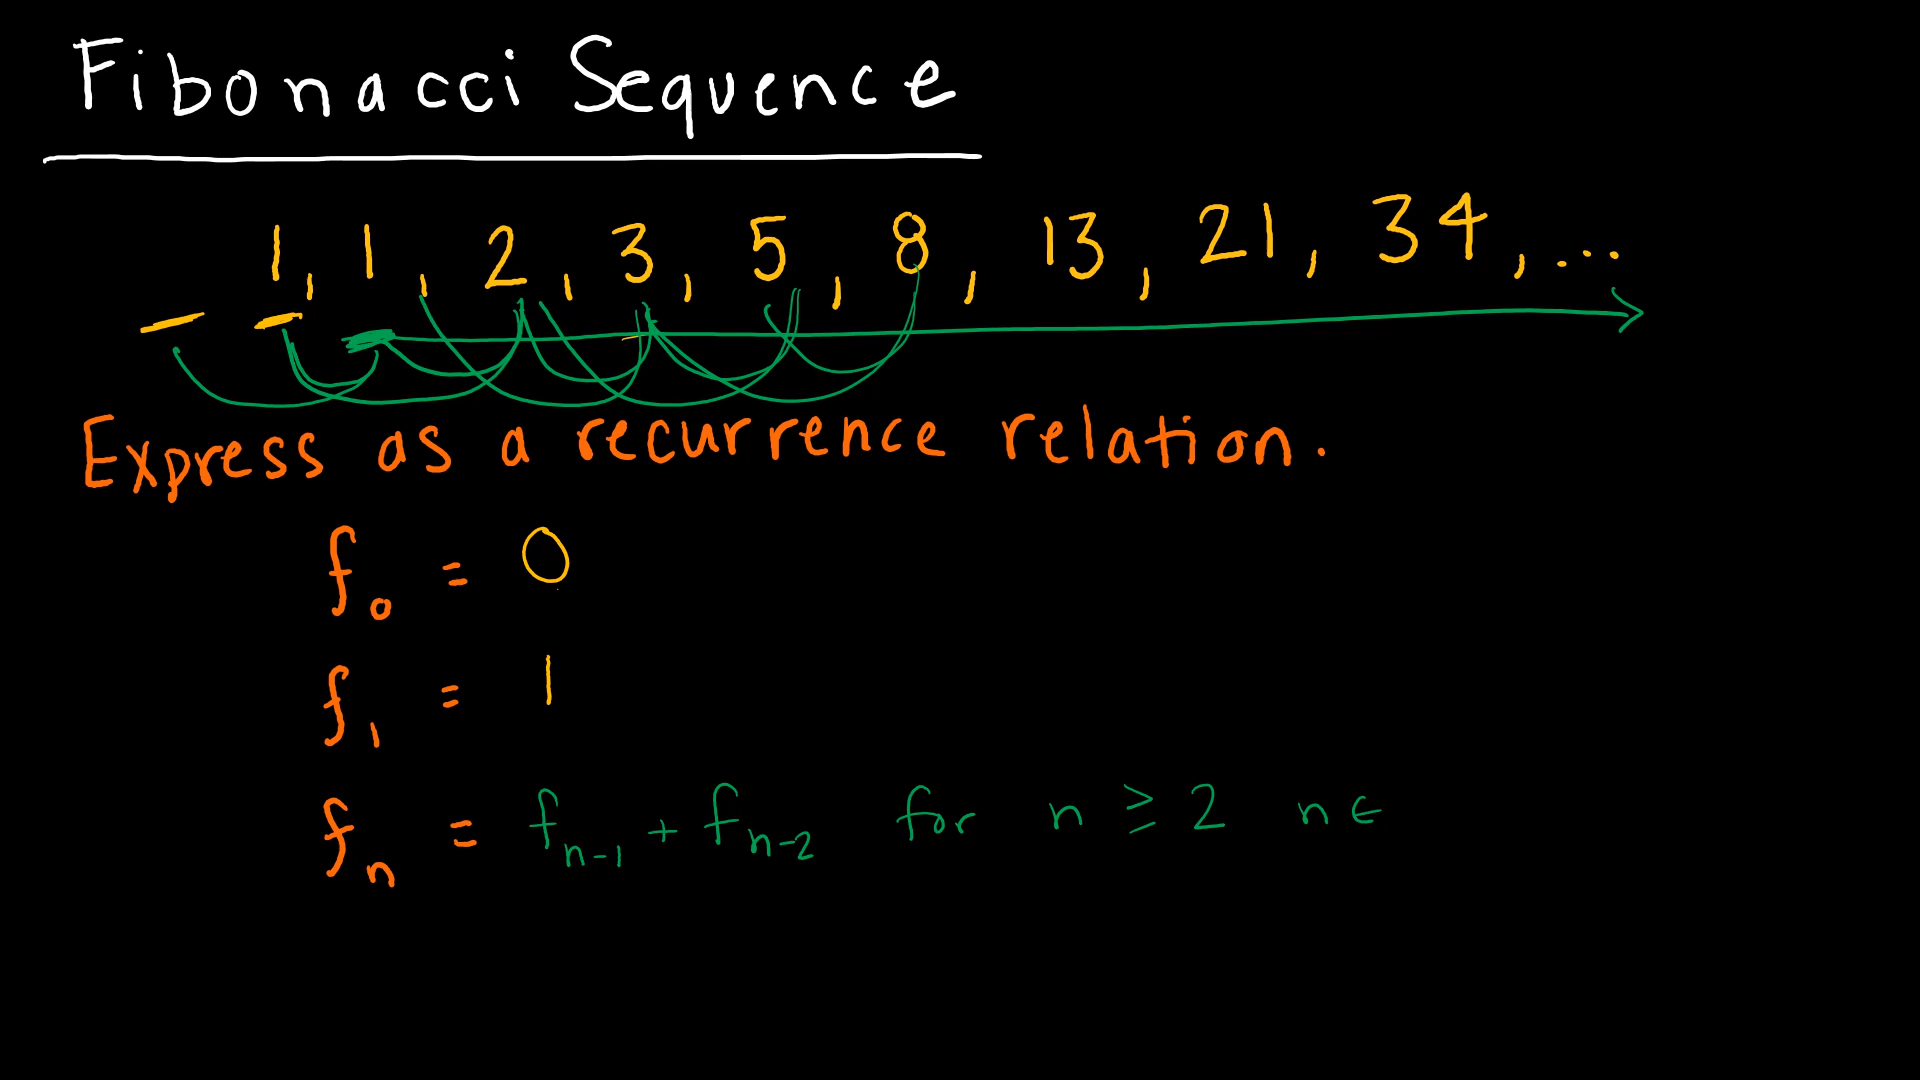 Fibonacci Sequence
1, 1, 2, 3, 5, 8, 13, 21, 34, ...
Express as a recurrence relation.
f₀ = 0
f₁ = 1
fₙ = fₙ₋₁ + fₙ₋₂ for n ≥ 2 n ∈